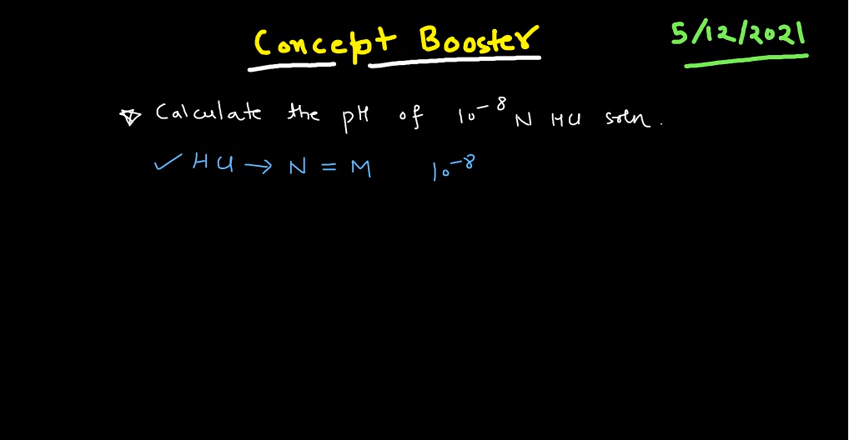 Concept Booster
5/12/2021
Calculate the pH of 10⁻⁸ N HCl soln.
✓ HCl → N = M 10⁻⁸